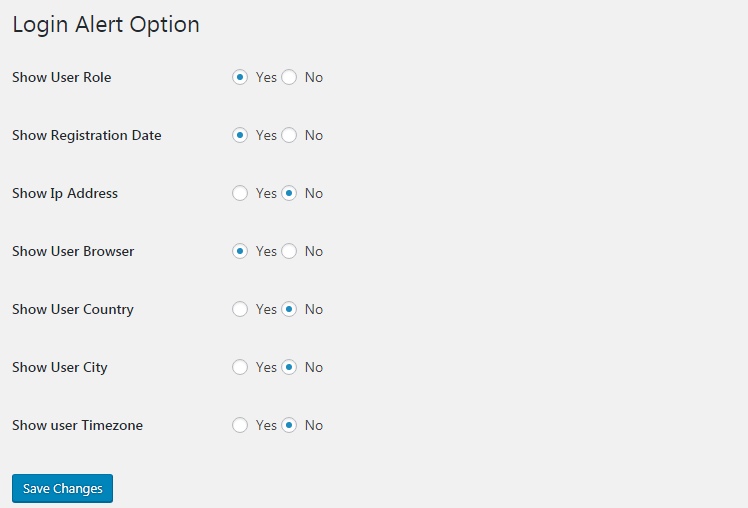 Login Alert Option
Show User Role Yes No
Show Registration Date Yes No
Show Ip Address Yes No
Show User Browser Yes No
Show User Country Yes No
Show User City Yes No
Show user Timezone Yes No
Save Changes